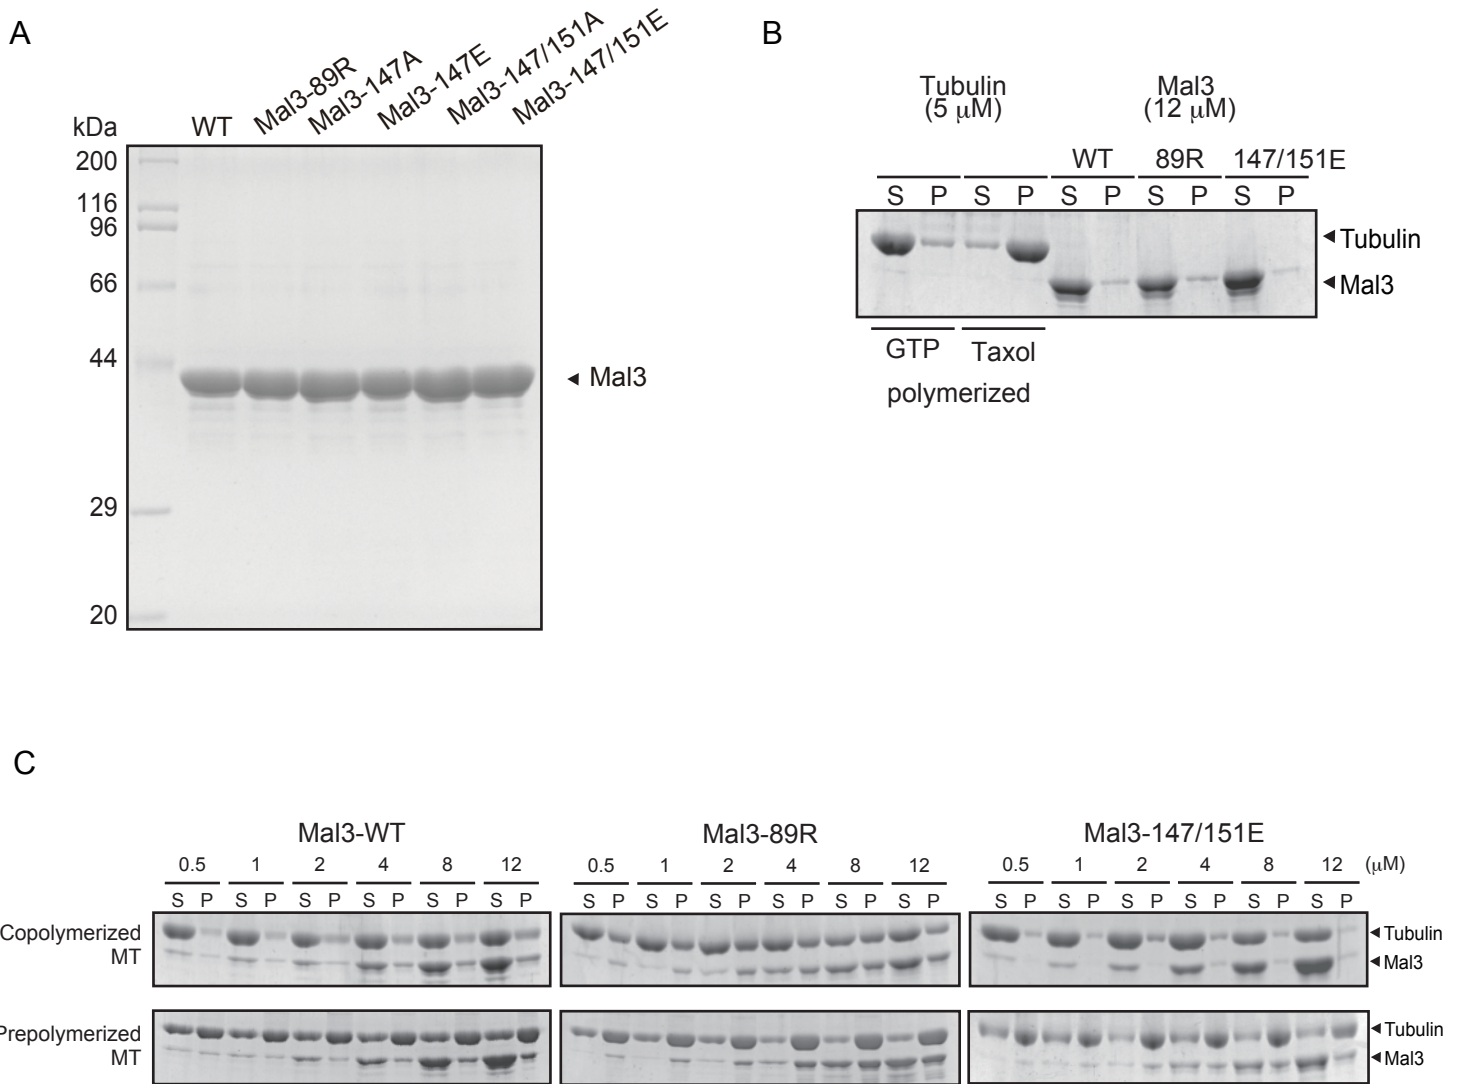 A
kDa
WT
Mal3-89R
Mal3-147A
Mal3-147E
Mal3-147/151A
Mal3-147/151E
200
116
96
66
44
29
20
◄ Mal3
B
Tubulin
(5 μM)
Mal3
(12 μM)
WT 89R 147/151E
S P S P S P S P S P
◄ Tubulin
◄ Mal3
GTP Taxol
polymerized
C
Mal3-WT Mal3-89R Mal3-147/151E
0.5 1 2 4 8 12 0.5 1 2 4 8 12 0.5 1 2 4 8 12 (μM)
S P S P S P S P S P S P S P S P S P S P S P S P S P S P S P S P S P S P
Copolymerized
MT
◄ Tubulin
◄ Mal3
Prepolymerized
MT
◄ Tubulin
◄ Mal3